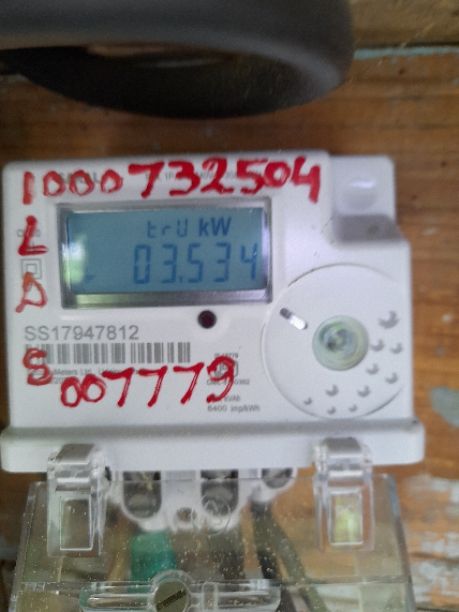 1000732504
L
D
S
trU kW
03.534
SS17947812
007779
6400 imp/kWh